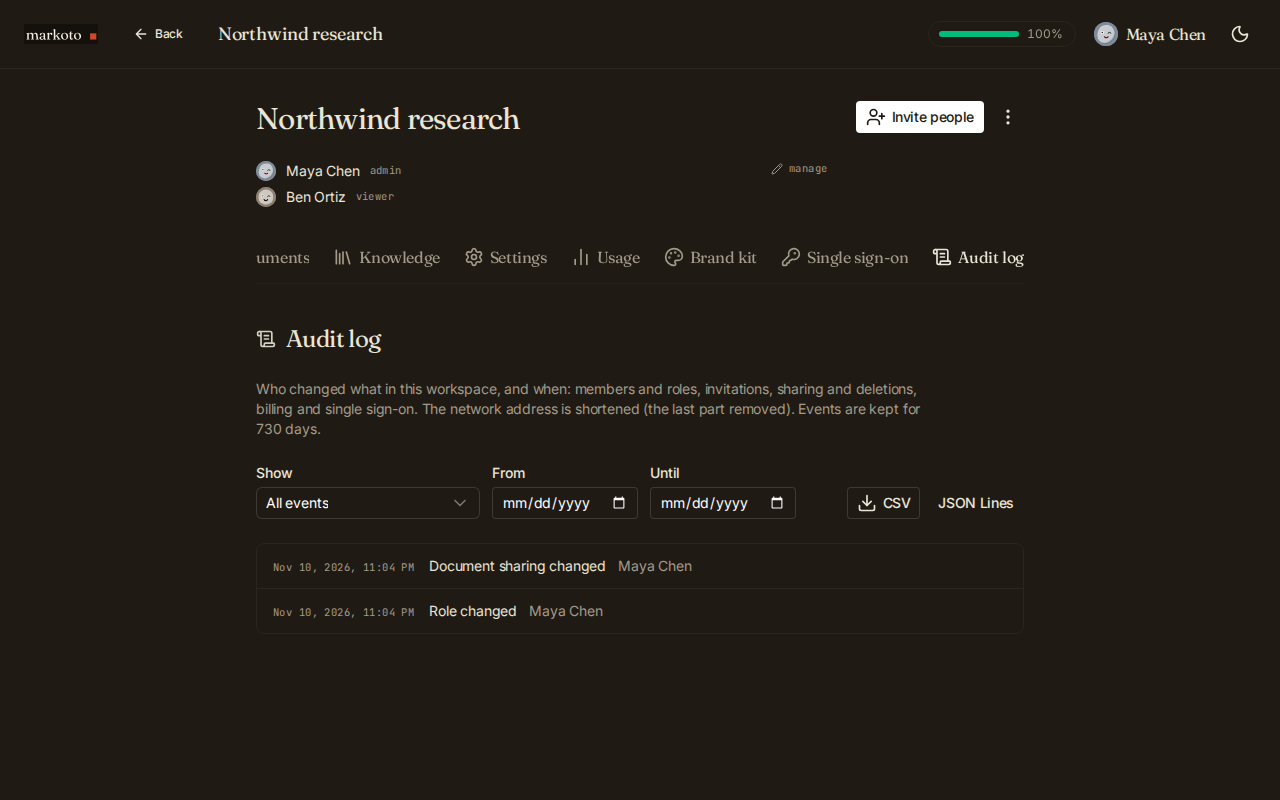 markoto
Back
Northwind research
100%
Maya Chen
Northwind research
Invite people
Maya Chen admin
manage
Ben Ortiz viewer
uments Knowledge Settings Usage Brand kit Single sign-on Audit log
Audit log
Who changed what in this workspace, and when: members and roles, invitations, sharing and deletions,
billing and single sign-on. The network address is shortened (the last part removed). Events are kept for
730 days.
Show From Until
All events mm/dd/yyyy mm/dd/yyyy CSV JSON Lines
Nov 10, 2026, 11:04 PM Document sharing changed Maya Chen
Nov 10, 2026, 11:04 PM Role changed Maya Chen